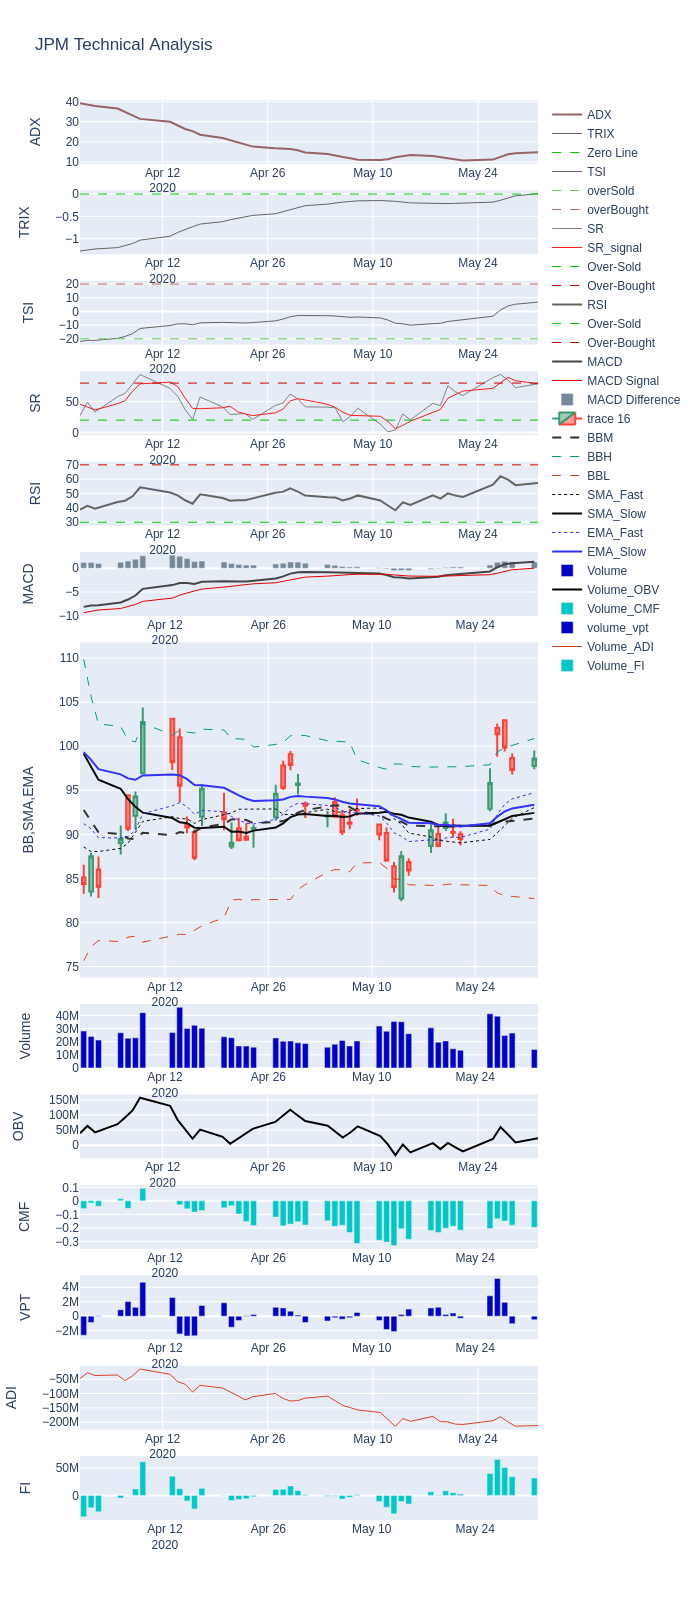 JPM Technical Analysis
ADX
40
30
20
10
Apr 12
2020
Apr 26
May 10
May 24
TRIX
0
−0.5
−1
Apr 12
2020
Apr 26
May 10
May 24
TSI
20
10
0
−10
−20
Apr 12
2020
Apr 26
May 10
May 24
SR
50
0
Apr 12
2020
Apr 26
May 10
May 24
RSI
70
60
50
40
30
Apr 12
2020
Apr 26
May 10
May 24
MACD
0
−5
−10
Apr 12
2020
Apr 26
May 10
May 24
BB,SMA,EMA
110
105
100
95
90
85
80
75
Apr 12
2020
Apr 26
May 10
May 24
Volume
40M
30M
20M
10M
0
Apr 12
2020
Apr 26
May 10
May 24
OBV
150M
100M
50M
0
Apr 12
2020
Apr 26
May 10
May 24
CMF
0.1
0
−0.1
−0.2
−0.3
Apr 12
2020
Apr 26
May 10
May 24
VPT
4M
2M
0
−2M
Apr 12
2020
Apr 26
May 10
May 24
ADI
−50M
−100M
−150M
−200M
Apr 12
2020
Apr 26
May 10
May 24
FI
50M
0
Apr 12
2020
Apr 26
May 10
May 24
ADX
TRIX
Zero Line
TSI
overSold
overBought
SR
SR_signal
Over-Sold
Over-Bought
RSI
Over-Sold
Over-Bought
MACD
MACD Signal
MACD Difference
trace 16
BBM
BBH
BBL
SMA_Fast
SMA_Slow
EMA_Fast
EMA_Slow
Volume
Volume_OBV
Volume_CMF
volume_vpt
Volume_ADI
Volume_FI